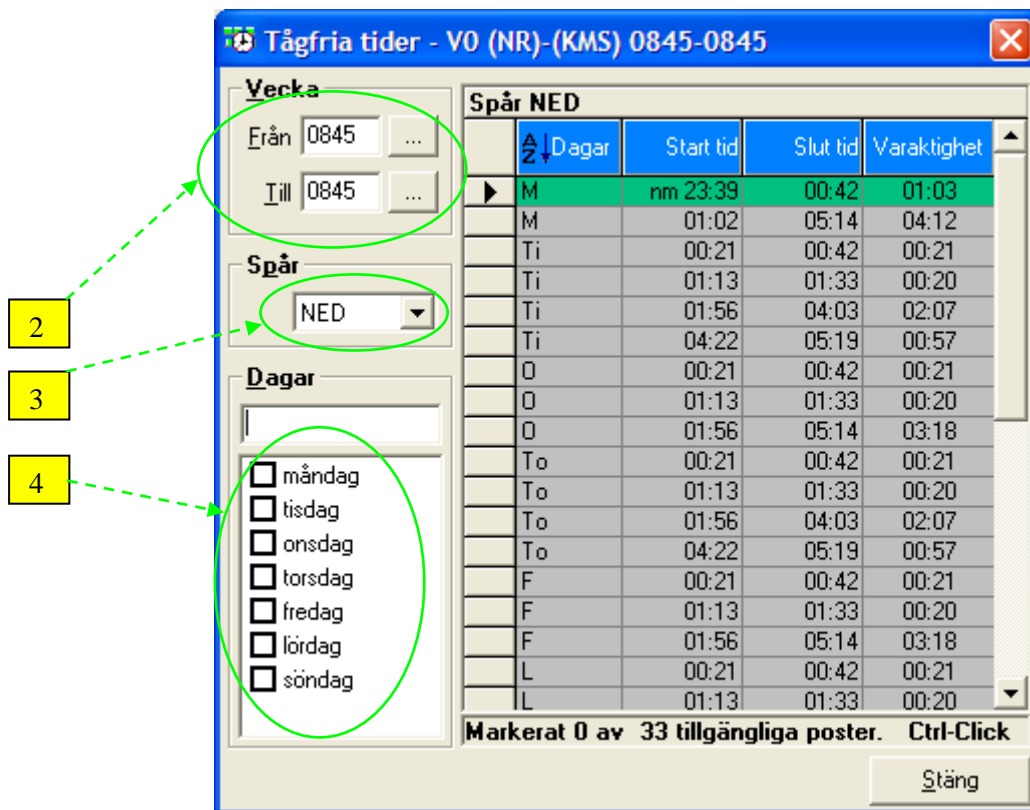 Tågfria tider - V0 (NR)-(KMS) 0845-0845
Vecka
Från 0845 ...
Till 0845 ...
Spår
NED
Dagar
måndag
tisdag
onsdag
torsdag
fredag
lördag
söndag
2
3
4
Spår NED
AZ Dagar Start tid Slut tid Varaktighet
M nm 23:39 00:42 01:03
M 01:02 05:14 04:12
Ti 00:21 00:42 00:21
Ti 01:13 01:33 00:20
Ti 01:56 04:03 02:07
Ti 04:22 05:19 00:57
O 00:21 00:42 00:21
O 01:13 01:33 00:20
O 01:56 05:14 03:18
To 00:21 00:42 00:21
To 01:13 01:33 00:20
To 01:56 04:03 02:07
To 04:22 05:19 00:57
F 00:21 00:42 00:21
F 01:13 01:33 00:20
F 01:56 05:14 03:18
L 00:21 00:42 00:21
L 01:13 01:33 00:20
Markerat 0 av 33 tillgängliga poster. Ctrl-Click
Stäng